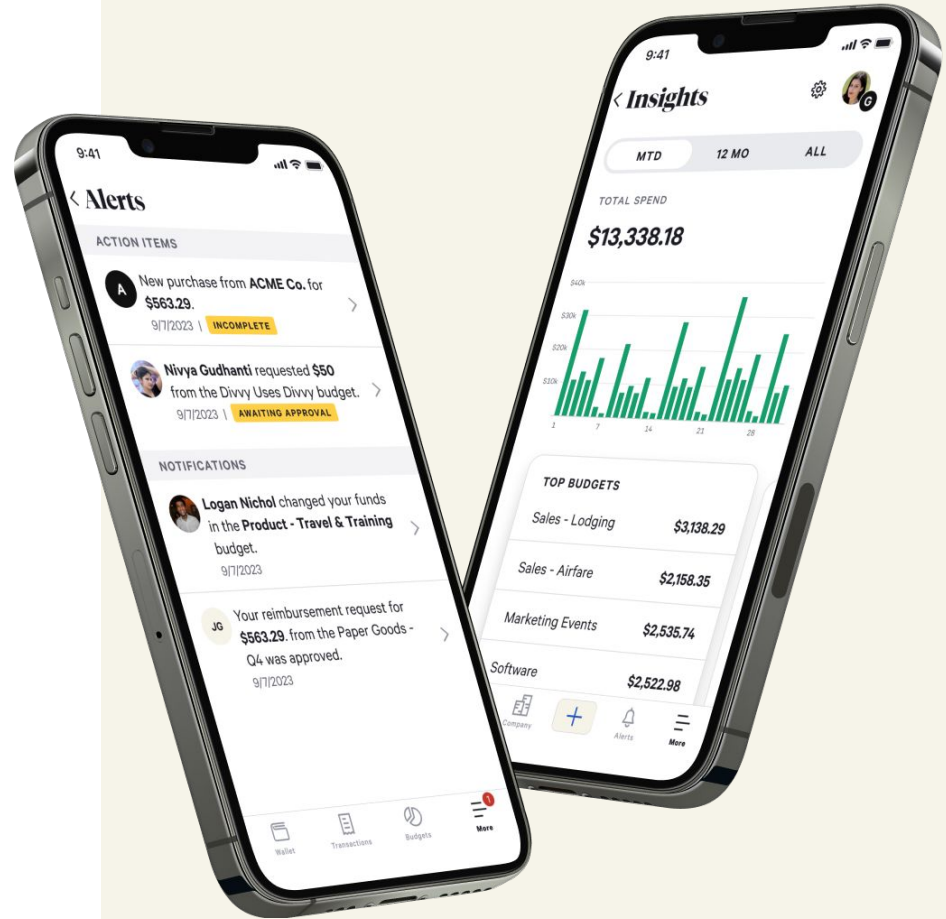 9:41
Alerts
ACTION ITEMS
A
New purchase from ACME Co. for
$563.29.
9/7/2023 | INCOMPLETE
Nivya Gudhanti requested $50
from the Divvy Uses Divvy budget.
9/7/2023 | AWAITING APPROVAL
NOTIFICATIONS
Logan Nichol changed your funds
in the Product - Travel & Training
budget.
9/7/2023
JG
Your reimbursement request for
$563.29. from the Paper Goods -
Q4 was approved.
9/7/2023
Wallet
Transactions
Budgets
1
More
9:41
Insights
G
MTD 12 MO ALL
TOTAL SPEND
$13,338.18
$40k
$30k
$20k
$10k
1 7 14 21 28
TOP BUDGETS
Sales - Lodging $3,138.29
Sales - Airfare $2,158.35
Marketing Events $2,535.74
Software $2,522.98
Company
Alerts
More